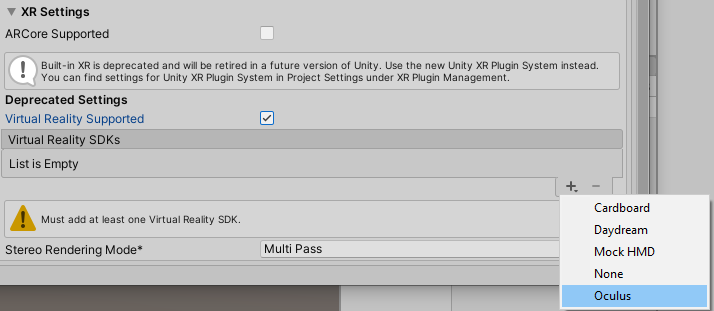 XR Settings
ARCore Supported
Built-in XR is deprecated and will be retired in a future version of Unity. Use the new Unity XR Plugin System instead.
You can find settings for Unity XR Plugin System in Project Settings under XR Plugin Management.
Deprecated Settings
Virtual Reality Supported
Virtual Reality SDKs
List is Empty
Must add at least one Virtual Reality SDK.
Stereo Rendering Mode* Multi Pass
Cardboard
Daydream
Mock HMD
None
Oculus